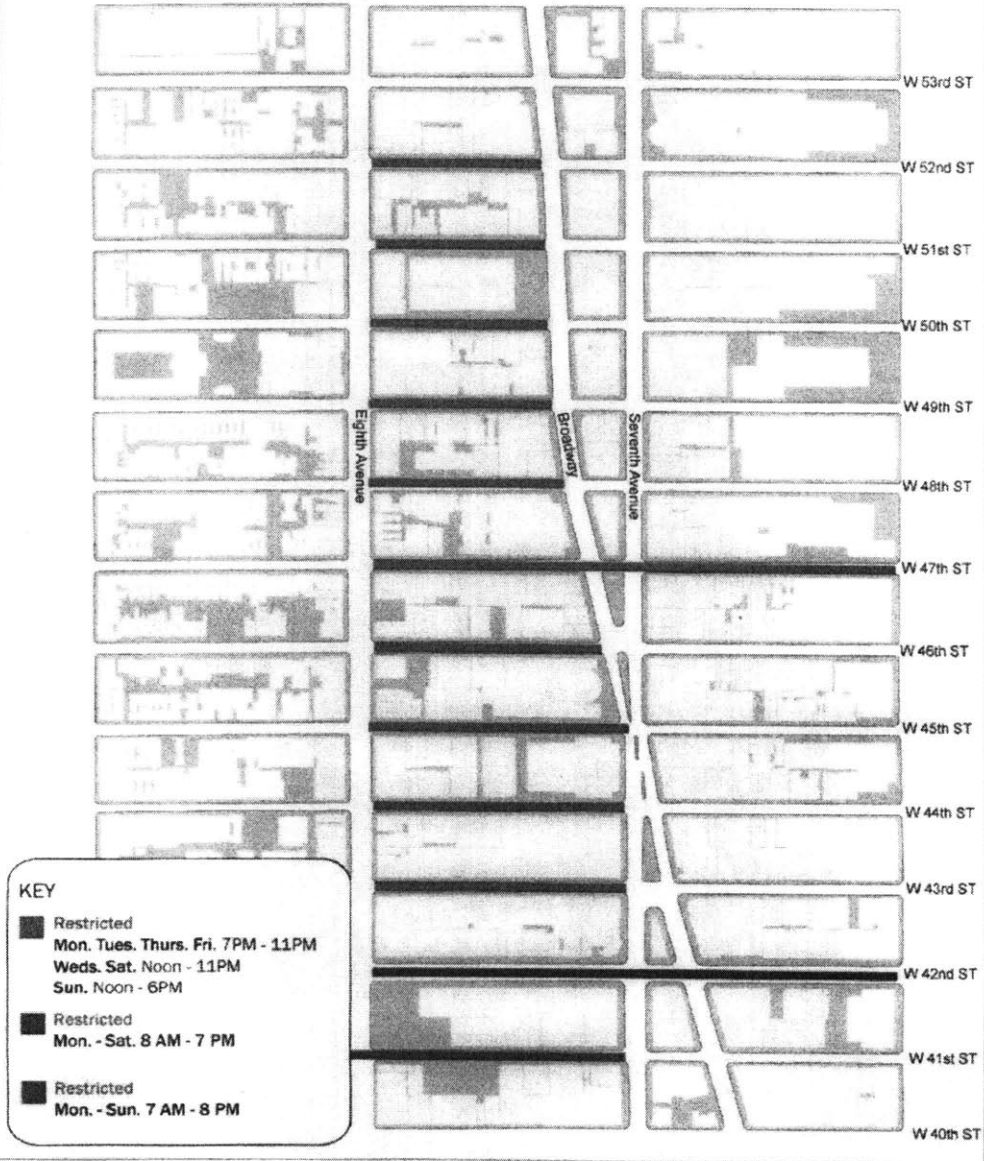 W 53rd ST
W 52nd ST
W 51st ST
W 50th ST
W 49th ST
Eighth Avenue
Broadway
Seventh Avenue
W 48th ST
W 47th ST
W 46th ST
W 45th ST
W 44th ST
W 43rd ST
W 42nd ST
W 41st ST
W 40th ST
KEY
Restricted
Mon. Tues. Thurs. Fri. 7PM - 11PM
Weds. Sat. Noon - 11PM
Sun. Noon - 6PM
Restricted
Mon. - Sat. 8 AM - 7 PM
Restricted
Mon. - Sun. 7 AM - 8 PM